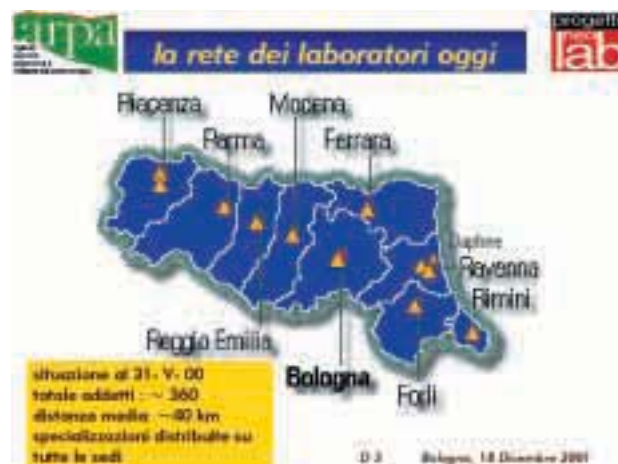 arpa
la rete dei laboratori oggi
progetto
lab
Piacenza,
Modena,
Parma,
Ferrara,
Daphne
Ravenna
Rimini,
Reggio Emilia,
Bologna,
Forlì
situazione al 31- V- 00
totale addetti : ~ 360
distanza media: ~40 km
specializzazioni distribuite su
tutte le sedi
D 3
Bologna, 18 Dicembre 2001